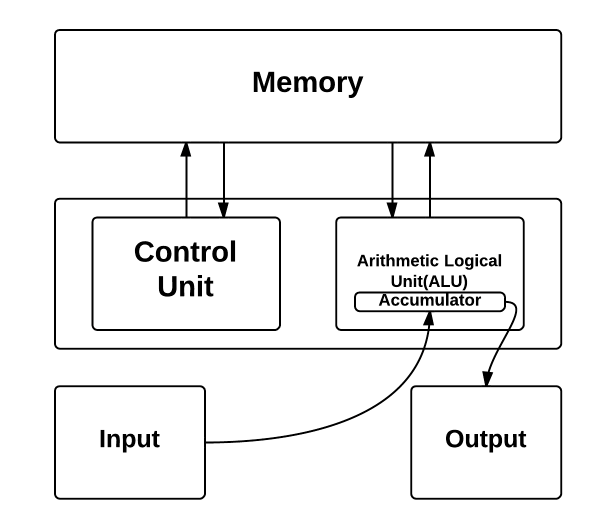 Memory
Control
Unit
Arithmetic Logical
Unit(ALU)
Accumulator
Input
Output